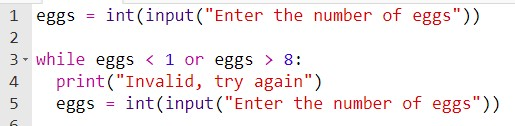 1 eggs = int(input("Enter the number of eggs"))
2
3 while eggs < 1 or eggs > 8:
4 print("Invalid, try again")
5 eggs = int(input("Enter the number of eggs"))